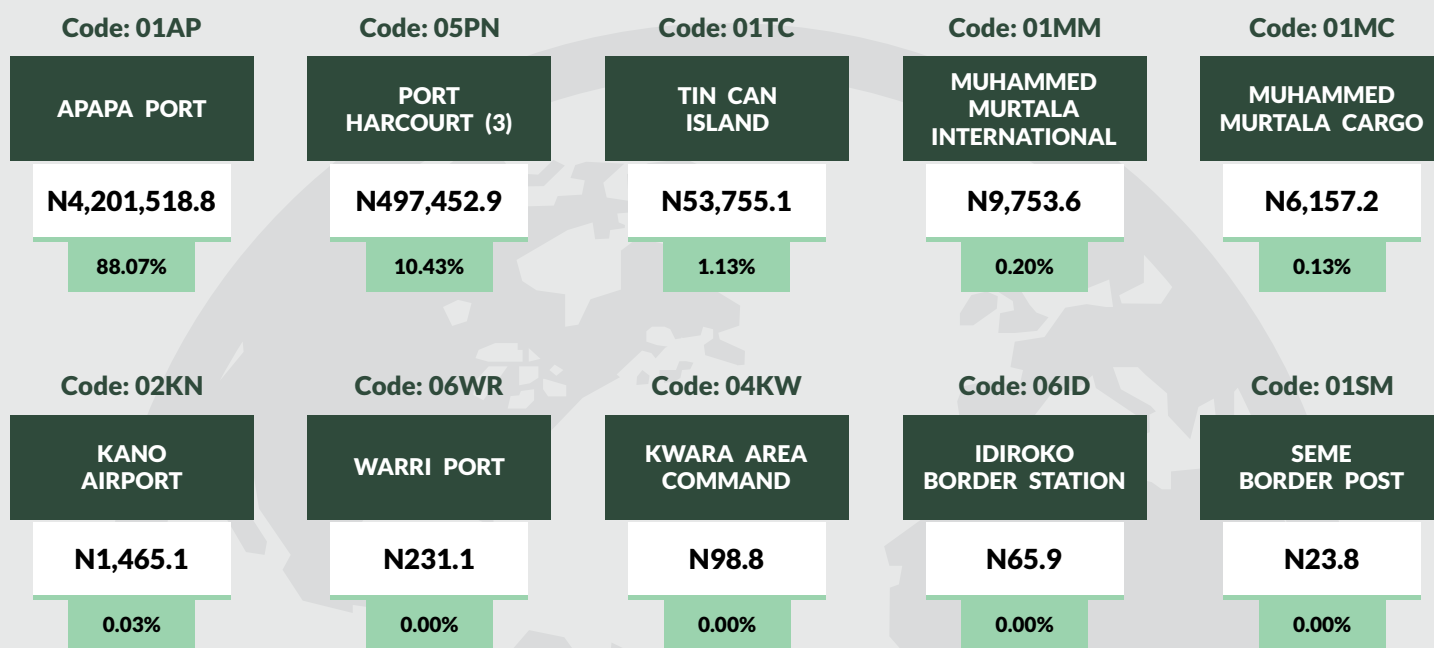 Code: 01AP
APAPA PORT
N4,201,518.8
88.07%
Code: 05PN
PORT
HARCOURT (3)
N497,452.9
10.43%
Code: 01TC
TIN CAN
ISLAND
N53,755.1
1.13%
Code: 01MM
MUHAMMED
MURTALA
INTERNATIONAL
N9,753.6
0.20%
Code: 01MC
MUHAMMED
MURTALA CARGO
N6,157.2
0.13%
Code: 02KN
KANO
AIRPORT
N1,465.1
0.03%
Code: 06WR
WARRI PORT
N231.1
0.00%
Code: 04KW
KWARA AREA
COMMAND
N98.8
0.00%
Code: 06ID
IDIROKO
BORDER STATION
N65.9
0.00%
Code: 01SM
SEME
BORDER POST
N23.8
0.00%